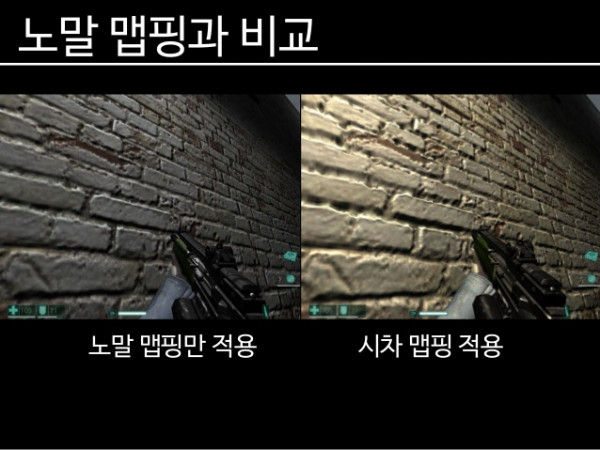 노말 맵핑과 비교
노말 맵핑만 적용
시차 맵핑 적용